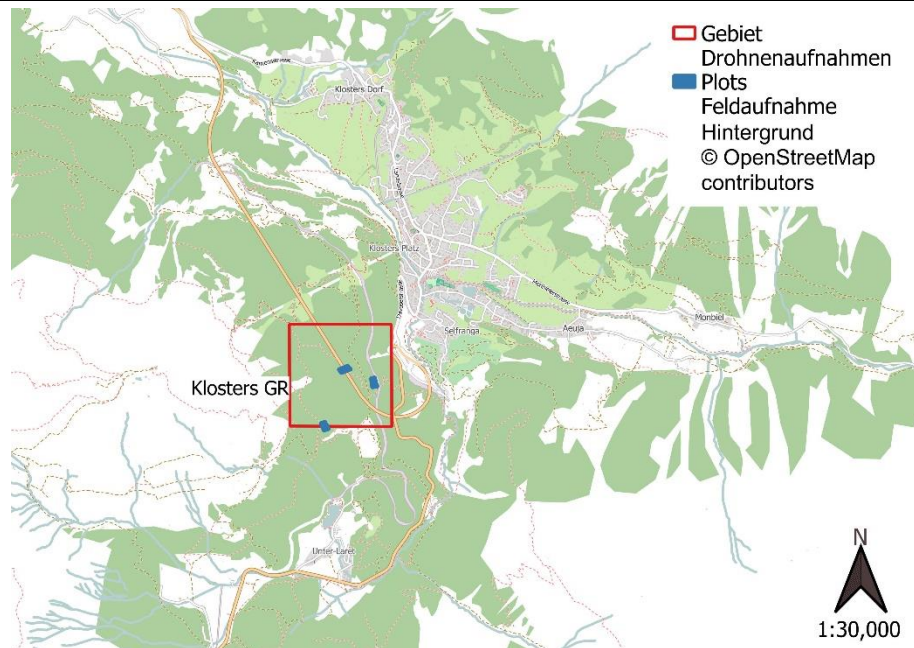 Gebiet
Drohnenaufnahmen
Plots
Feldaufnahme
Hintergrund
© OpenStreetMap
contributors
Klosters Dorf
Landstrasse
Klosters Platz
Selfranga
Aeuja
Monbiel
Klosters GR
Unter-Laret
N
1:30,000